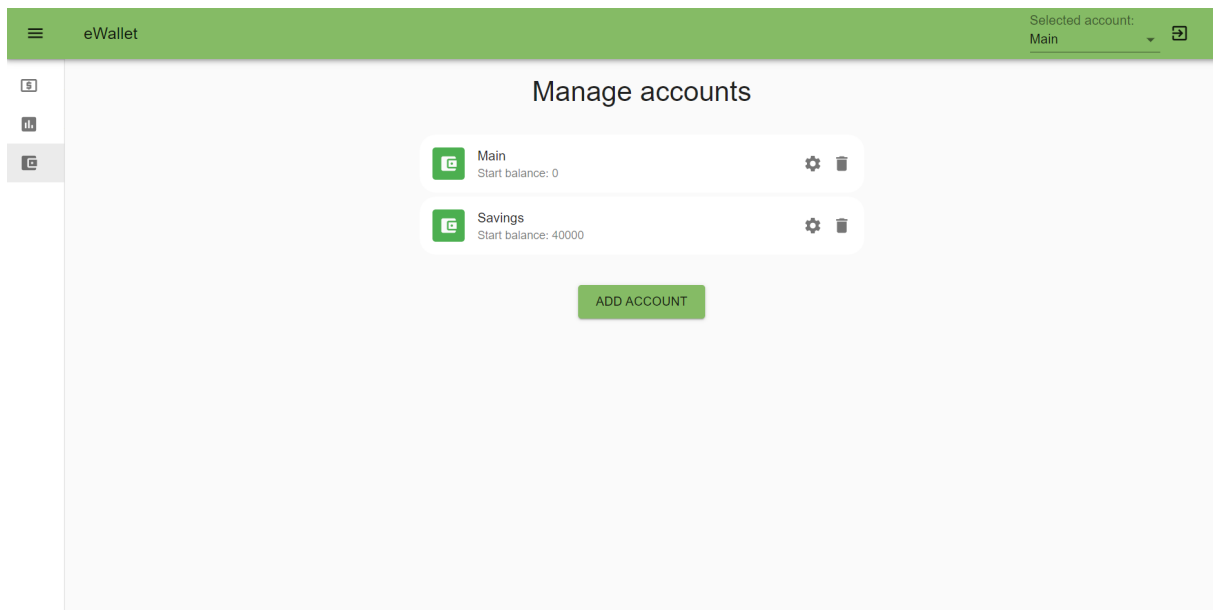 eWallet
Selected account:
Main
Manage accounts
Main
Start balance: 0
Savings
Start balance: 40000
ADD ACCOUNT